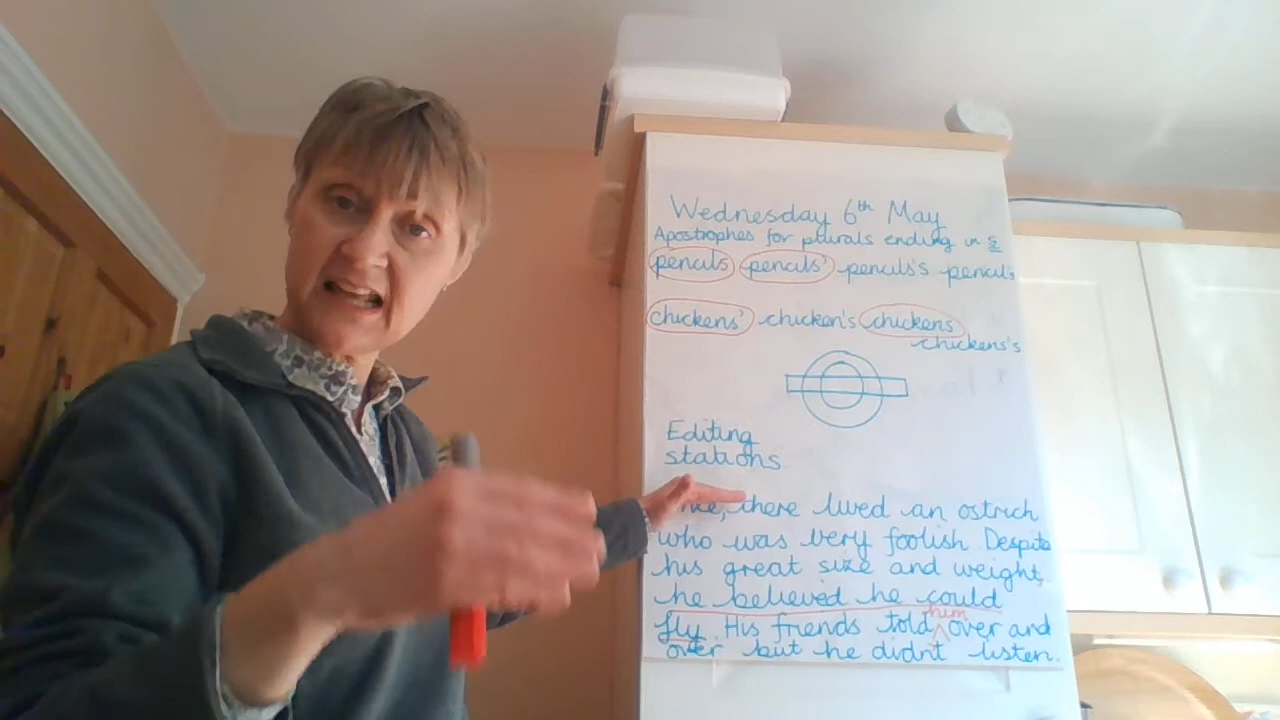 Wednesday 6th May
Apostrophes for plurals ending in s
pencils pencils' pencils's pencil's
chickens' chicken's chickens
chickens's
Editing
stations
there lived an ostrich
who was very foolish. Despite
his great size and weight,
he believed he could
them
fly. His friends told over and
over but he didn't listen.